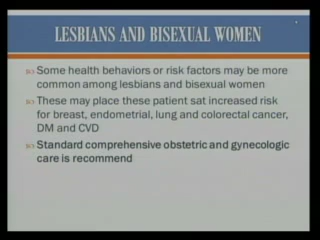 LESBIANS AND BISEXUAL WOMEN
Some health behaviors or risk factors may be more
common among lesbians and bisexual women
These may place these patient sat increased risk
for breast, endometrial, lung and colorectal cancer,
DM and CVD
Standard comprehensive obstetric and gynecologic
care is recommend